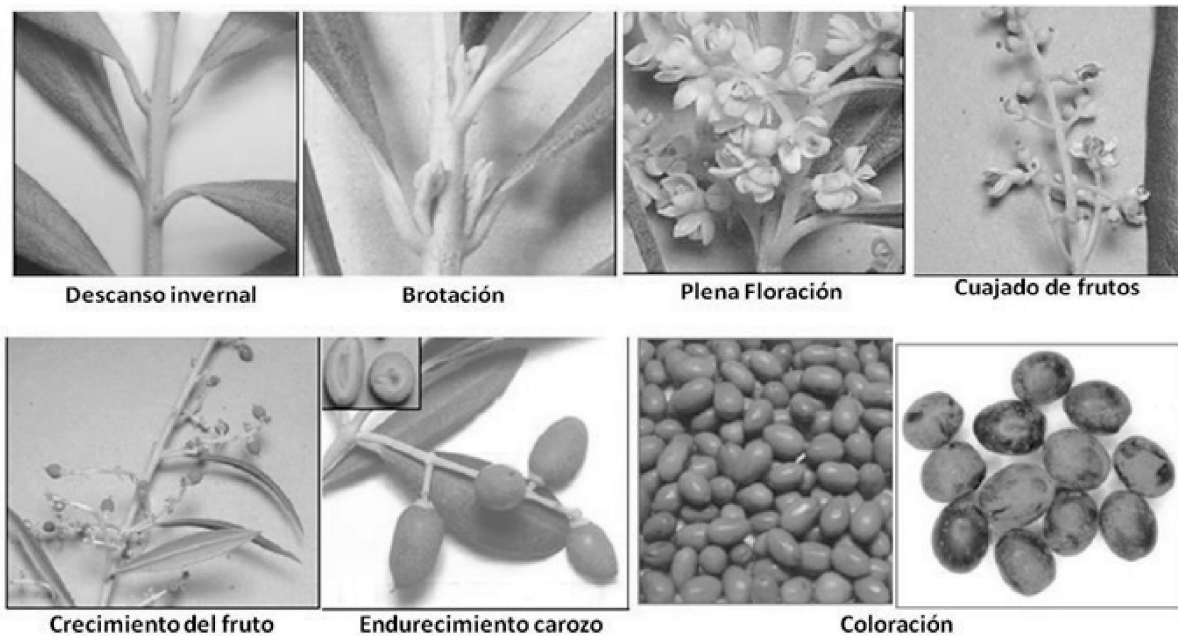 Descanso invernal
Brotación
Plena Floración
Cuajado de frutos
Crecimiento del fruto
Endurecimiento carozo
Coloración